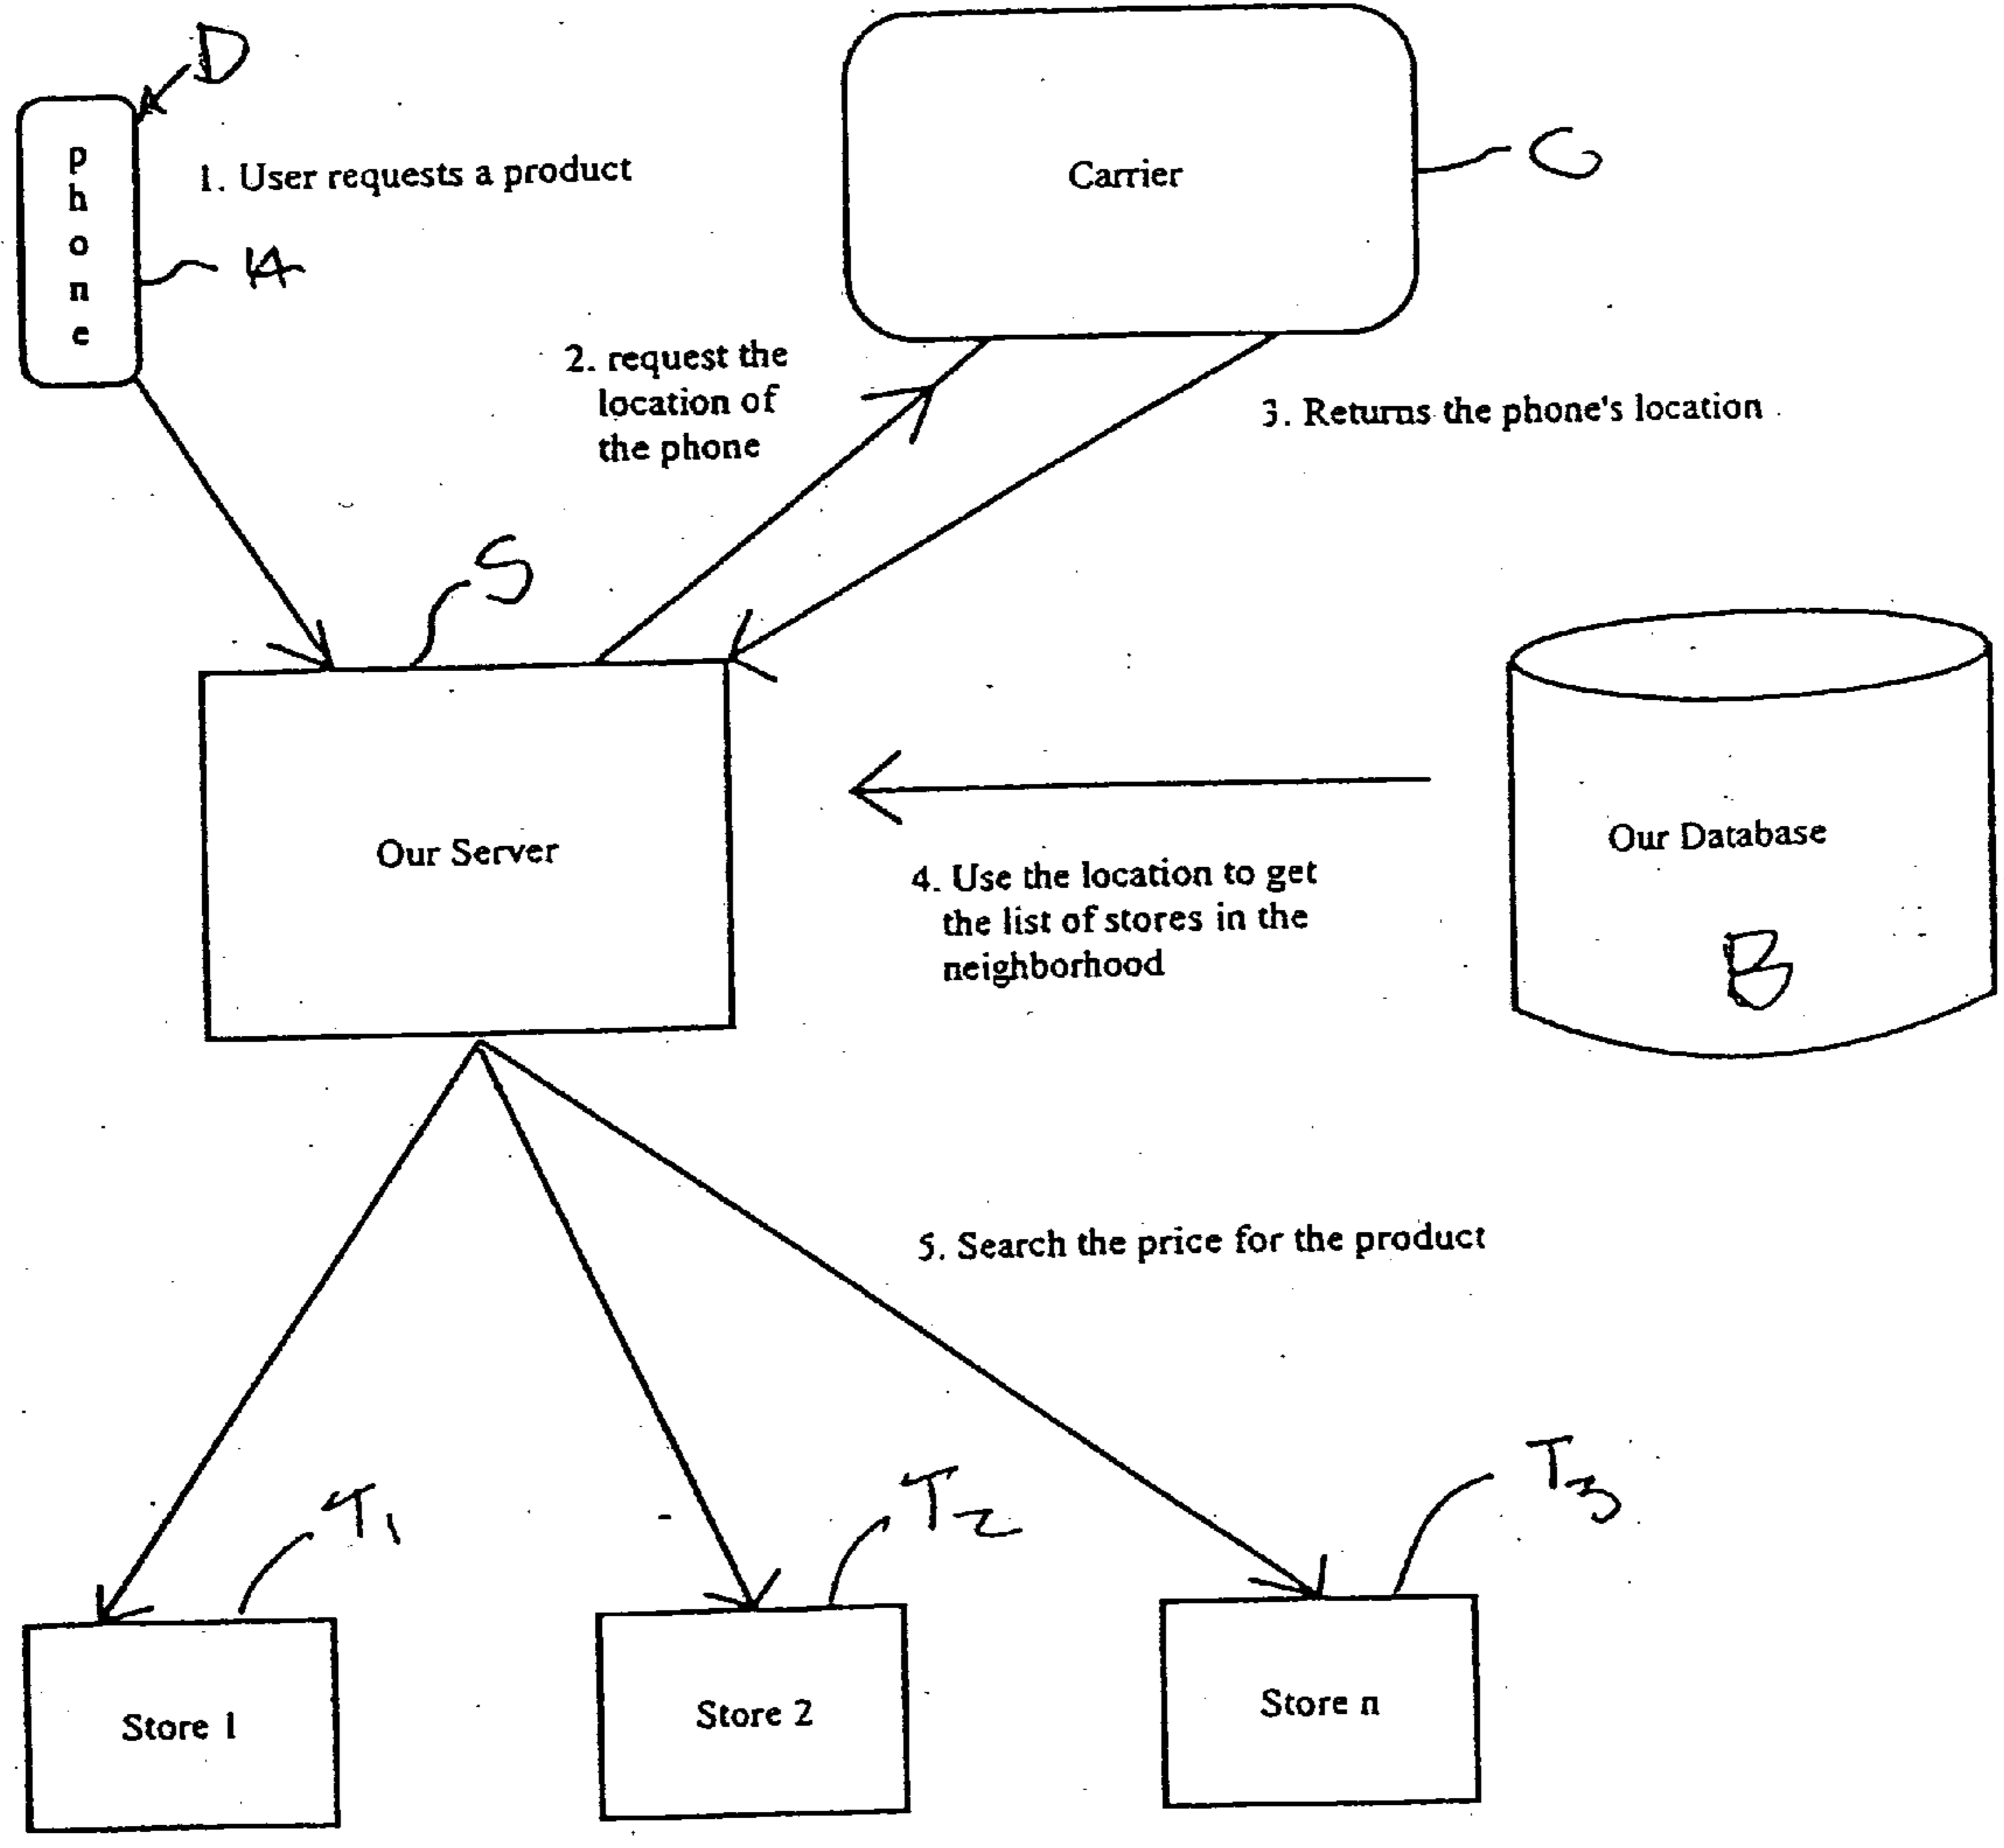 D
phone
1. User requests a product
H
Carrier
C
2. request the
location of
the phone
3. Returns the phone's location
S
Our Server
4. Use the location to get
the list of stores in the
neighborhood
Our Database
B
5. Search the price for the product
T1
T2
T3
Store 1
Store 2
Store n